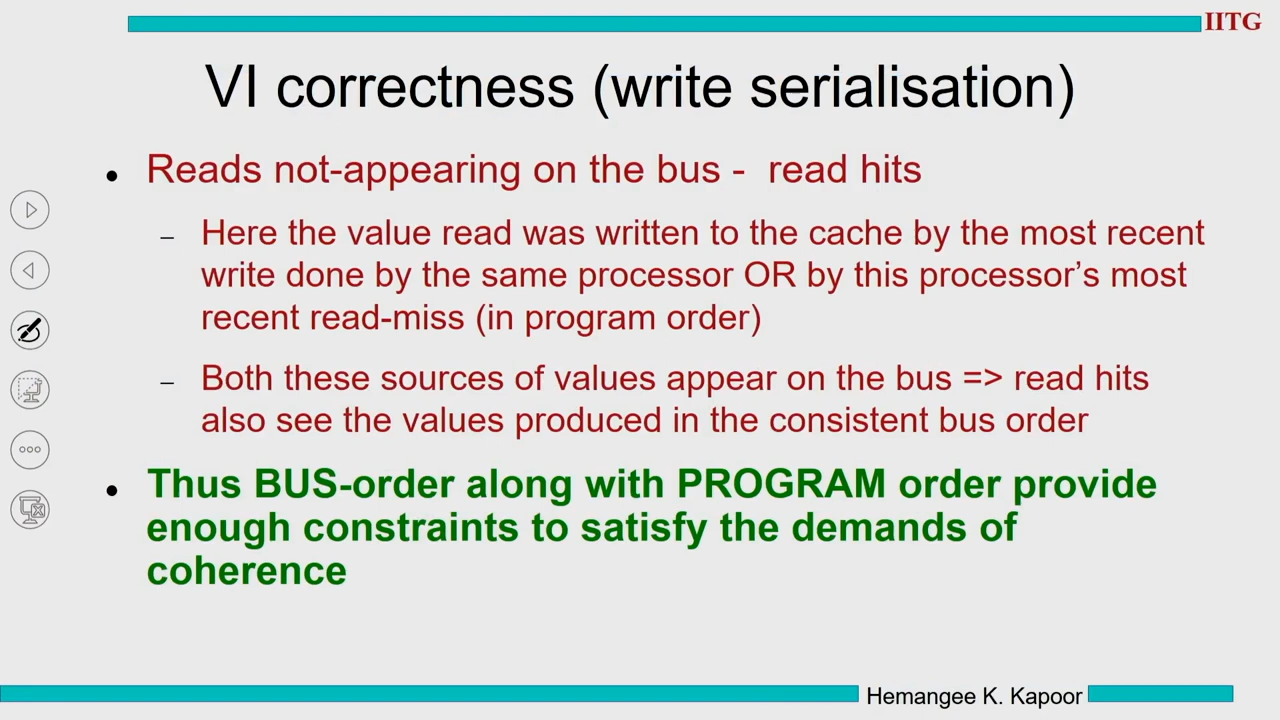 IITG
VI correctness (write serialisation)
• Reads not-appearing on the bus - read hits
– Here the value read was written to the cache by the most recent
write done by the same processor OR by this processor's most
recent read-miss (in program order)
– Both these sources of values appear on the bus => read hits
also see the values produced in the consistent bus order
• Thus BUS-order along with PROGRAM order provide
enough constraints to satisfy the demands of
coherence
Hemangee K. Kapoor